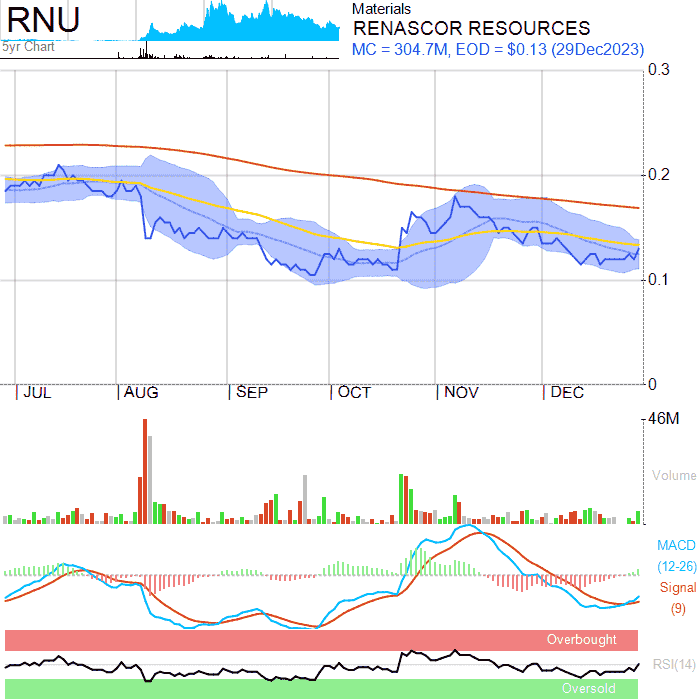 RNU
5yr Chart
Materials
RENASCOR RESOURCES
MC = 304.7M, EOD = $0.13 (29Dec2023)
0.3
0.2
0.1
0
JUL AUG SEP OCT NOV DEC
46M
Volume
MACD
(12-26)
Signal
(9)
Overbought
RSI(14)
Oversold